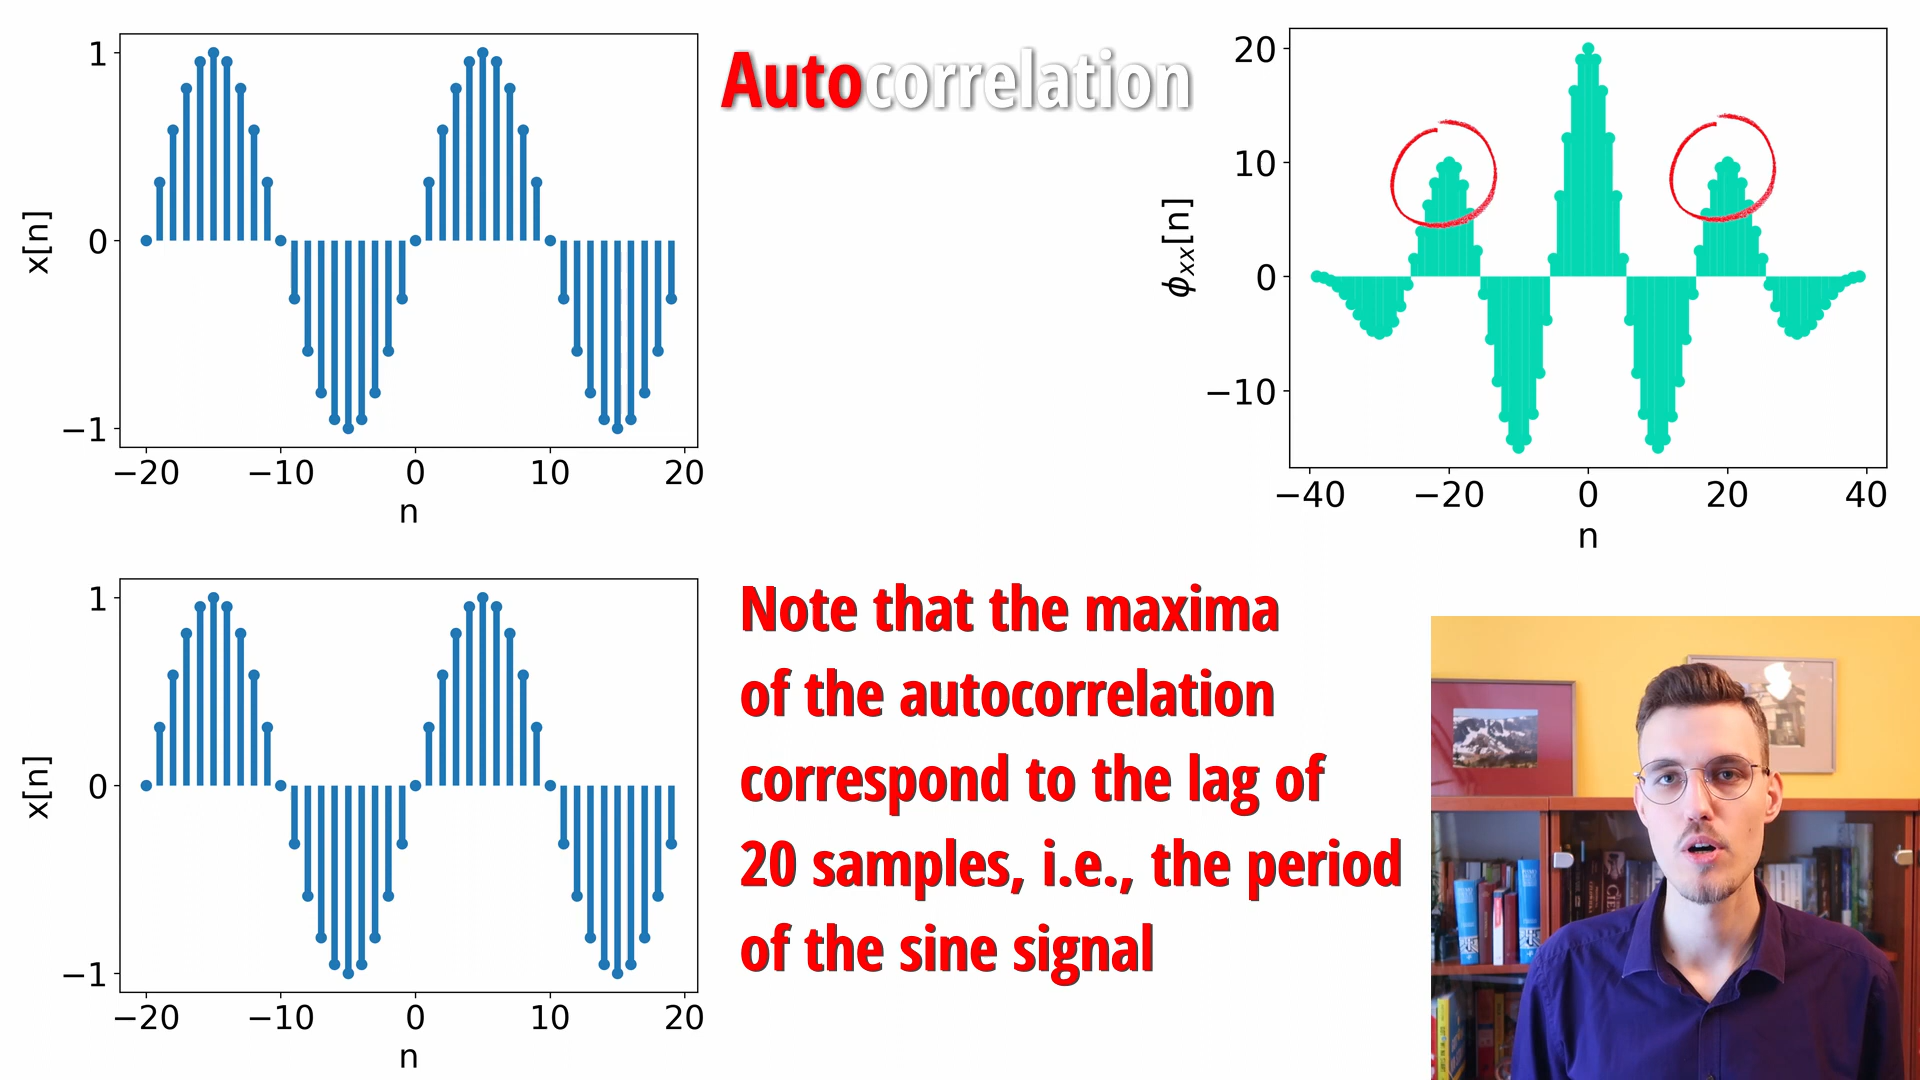 Autocorrelation
1
0
−1
x[n]
−20 −10 0 10 20
n
20
10
0
−10
ϕxx[n]
−40 −20 0 20 40
n
1
0
−1
x[n]
−20 −10 0 10 20
n
Note that the maxima
of the autocorrelation
correspond to the lag of
20 samples, i.e., the period
of the sine signal